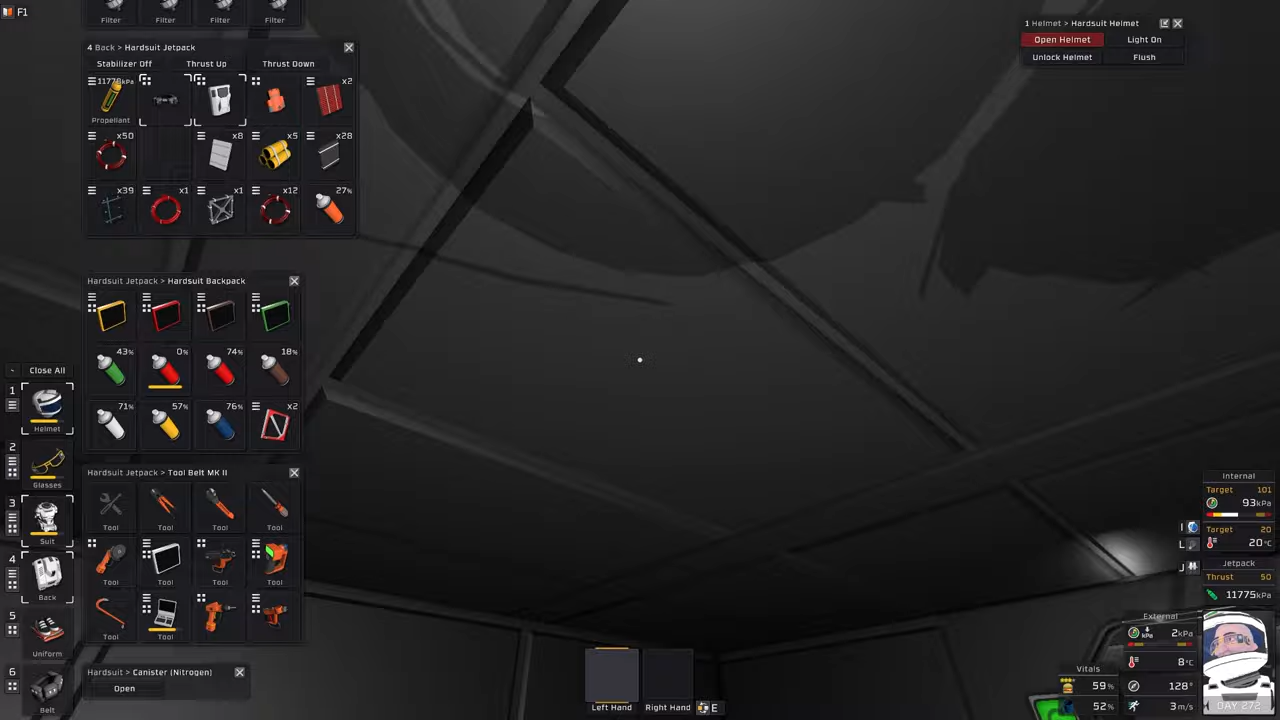 F1
Filter Filter Filter Filter
4 Back > Hardsuit Jetpack
Stabilizer Off Thrust Up Thrust Down
x2
Propellant
x50 x8 x5 x28
x39 x1 x1 x12 27%
Hardsuit Jetpack > Hardsuit Backpack
43% 0% 74% 18%
71% 57% 76% x2
Hardsuit Jetpack > Tool Belt MK II
Tool Tool Tool Tool
Tool Tool Tool Tool
Tool Tool
Hardsuit > Canister (Nitrogen)
Open
~ Close All
1
Helmet
2
Glasses
3
Suit
4
Back
5
Uniform
6
Belt
Left Hand Right Hand E
1 Helmet > Hardsuit Helmet
Open Helmet Light On
Unlock Helmet Flush
Internal
Target 101
93kPa
Target 20
20°C
I
L
J
Jetpack
Thrust 50
11775kPa
External
kPa 2kPa
8°C
128°
3m/s
Vitals
59%
52%
DAY 272